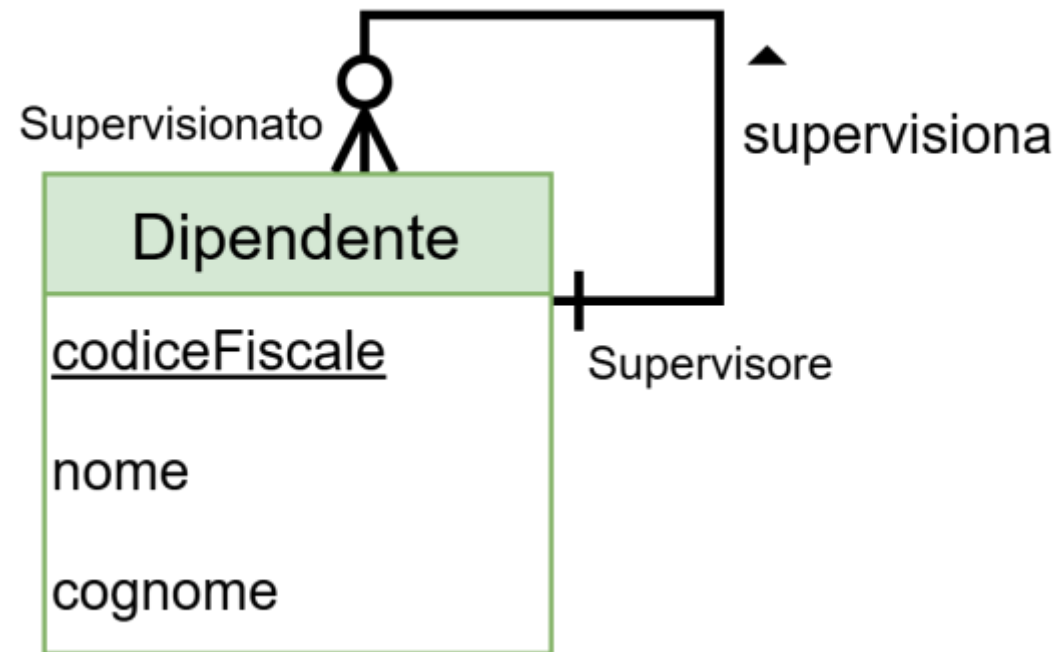 Supervisionato
supervisiona
Dipendente
codiceFiscale
Supervisore
nome
cognome